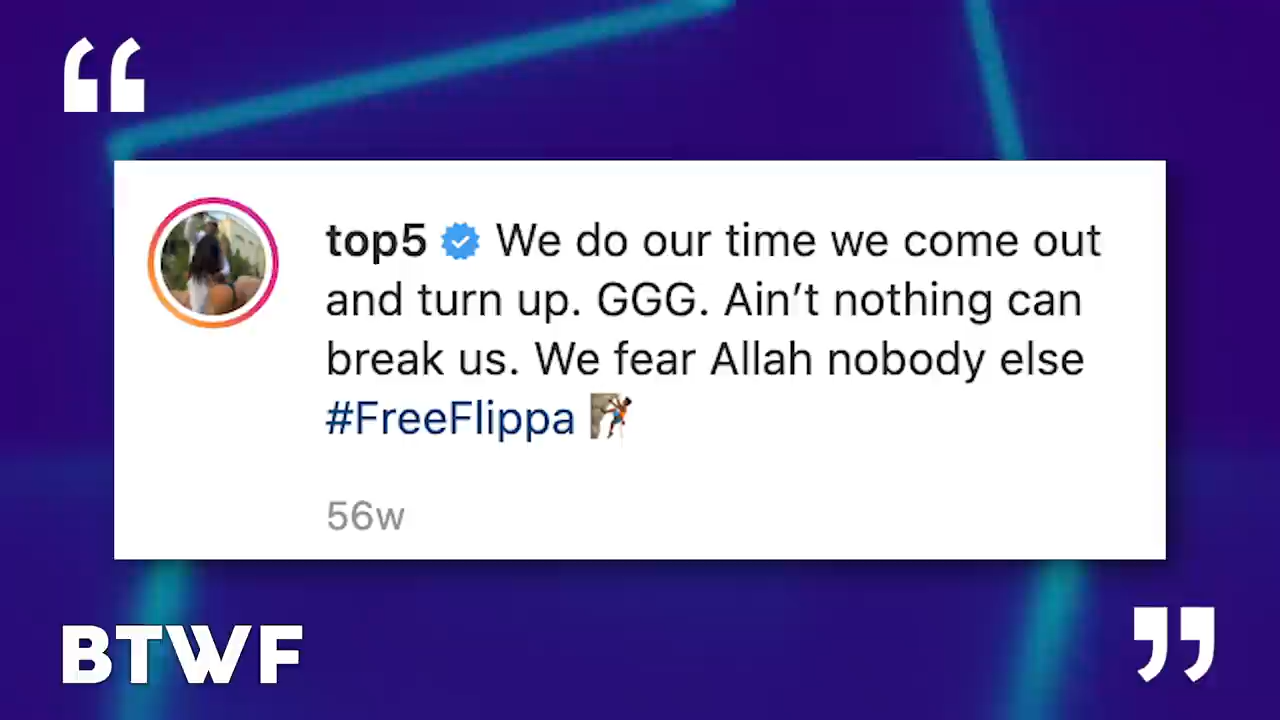 “
top5 We do our time we come out
and turn up. GGG. Ain’t nothing can
break us. We fear Allah nobody else
#FreeFlippa 🧗
56w
BTWF
”